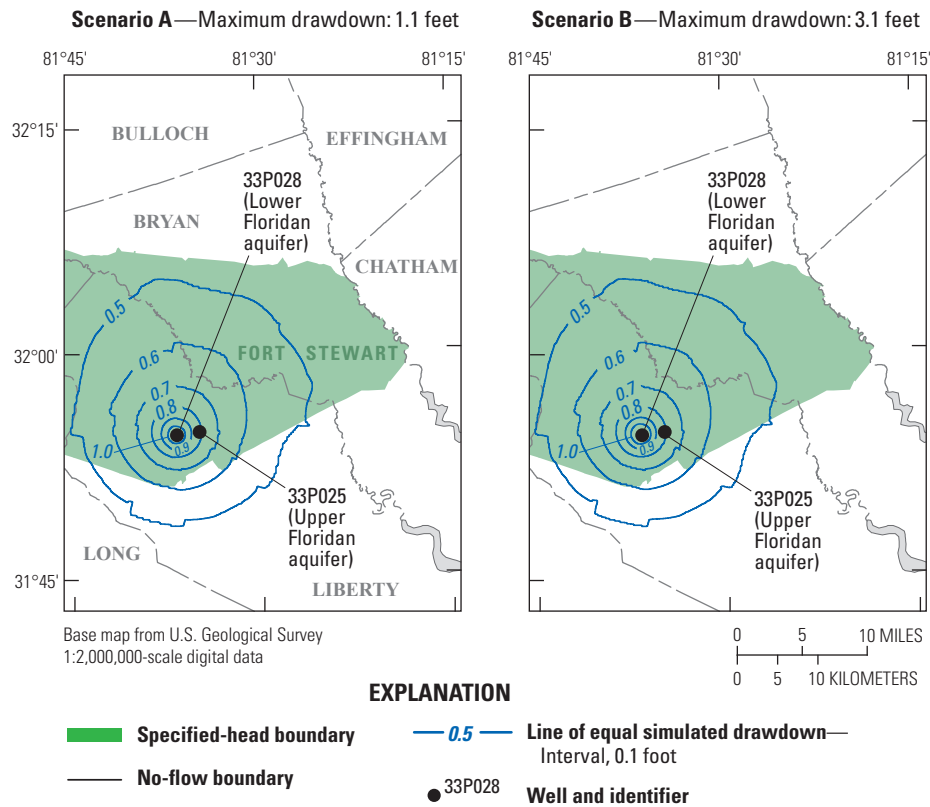 Scenario A—Maximum drawdown: 1.1 feet
81°45'
81°30'
81°15'
32°15'
32°00'
31°45'
BULLOCH
EFFINGHAM
33P028
(Lower
Floridan
aquifer)
BRYAN
CHATHAM
0.5
0.6
FORT STEWART
0.7
0.8
1.0
0.9
33P025
(Upper
Floridan
aquifer)
LONG
LIBERTY
Base map from U.S. Geological Survey
1:2,000,000-scale digital data
Scenario B—Maximum drawdown: 3.1 feet
81°45'
81°30'
81°15'
33P028
(Lower
Floridan
aquifer)
0.5
0.6
0.7
0.8
1.0
0.9
33P025
(Upper
Floridan
aquifer)
0 5 10 MILES
0 5 10 KILOMETERS
EXPLANATION
Specified-head boundary
No-flow boundary
0.5 Line of equal simulated drawdown—
Interval, 0.1 foot
33P028 Well and identifier